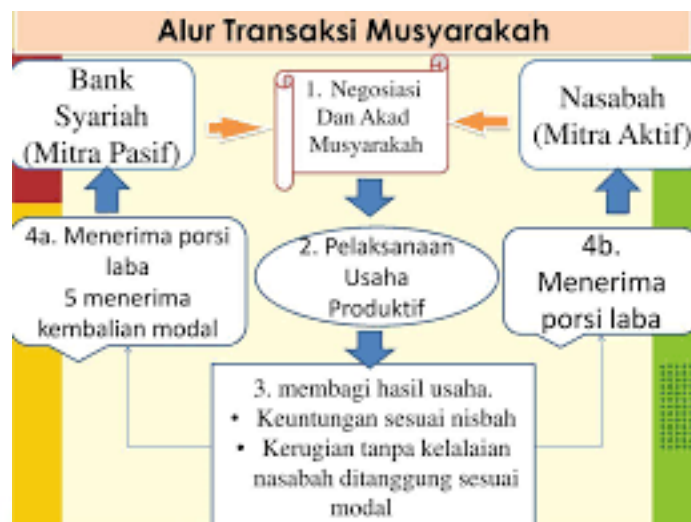 Alur Transaksi Musyarakah
Bank
Syariah
(Mitra Pasif)
1. Negosiasi
Dan Akad
Musyarakah
Nasabah
(Mitra Aktif)
4a. Menerima porsi
laba
5 menerima
kembalian modal
2. Pelaksanaan
Usaha
Produktif
4b.
Menerima
porsi laba
3. membagi hasil usaha.
• Keuntungan sesuai nisbah
• Kerugian tanpa kelalaian
nasabah ditanggung sesuai
modal